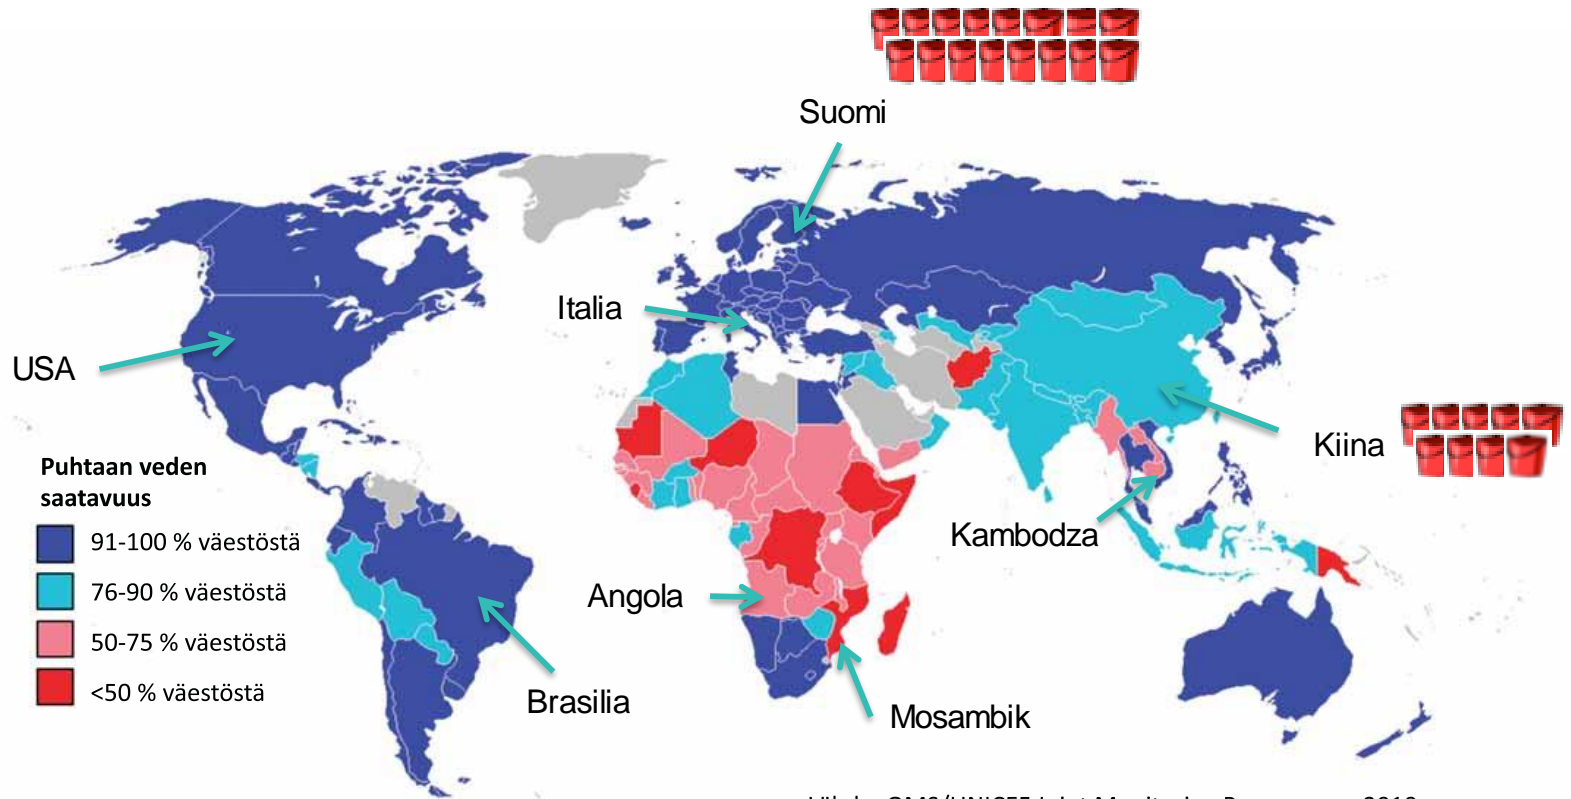 Suomi
Italia
USA
Kiina
Puhtaan veden
saatavuus
91-100 % väestöstä
76-90 % väestöstä
50-75 % väestöstä
<50 % väestöstä
Kambodza
Angola
Brasilia
Mosambik